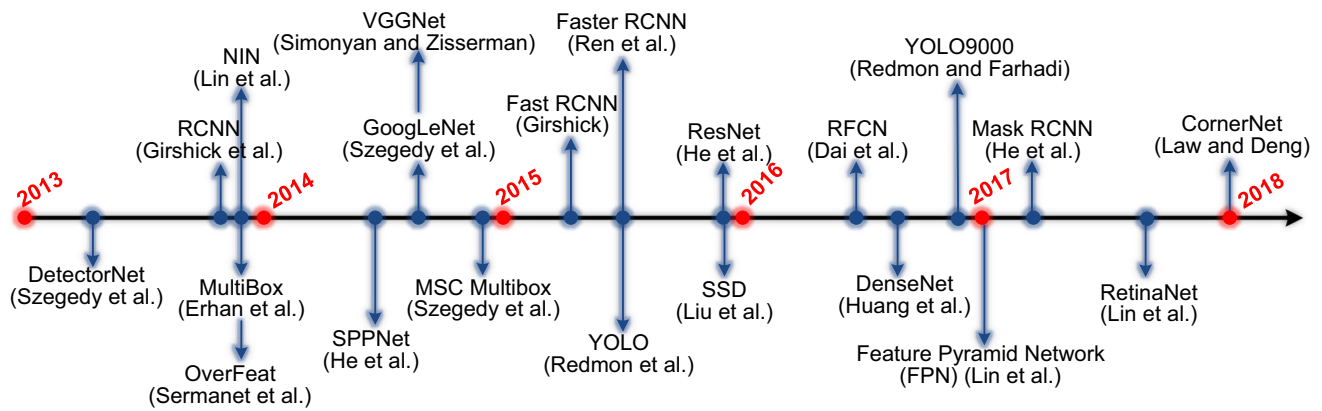 VGGNet
(Simonyan and Zisserman)
Faster RCNN
(Ren et al.)
NIN
(Lin et al.)
YOLO9000
(Redmon and Farhadi)
RCNN
(Girshick et al.)
GoogLeNet
(Szegedy et al.)
Fast RCNN
(Girshick)
ResNet
(He et al.)
RFCN
(Dai et al.)
Mask RCNN
(He et al.)
CornerNet
(Law and Deng)
2013
2014
2015
2016
2017
2018
DetectorNet
(Szegedy et al.)
MultiBox
(Erhan et al.)
OverFeat
(Sermanet et al.)
SPPNet
(He et al.)
MSC Multibox
(Szegedy et al.)
YOLO
(Redmon et al.)
SSD
(Liu et al.)
DenseNet
(Huang et al.)
Feature Pyramid Network
(FPN) (Lin et al.)
RetinaNet
(Lin et al.)